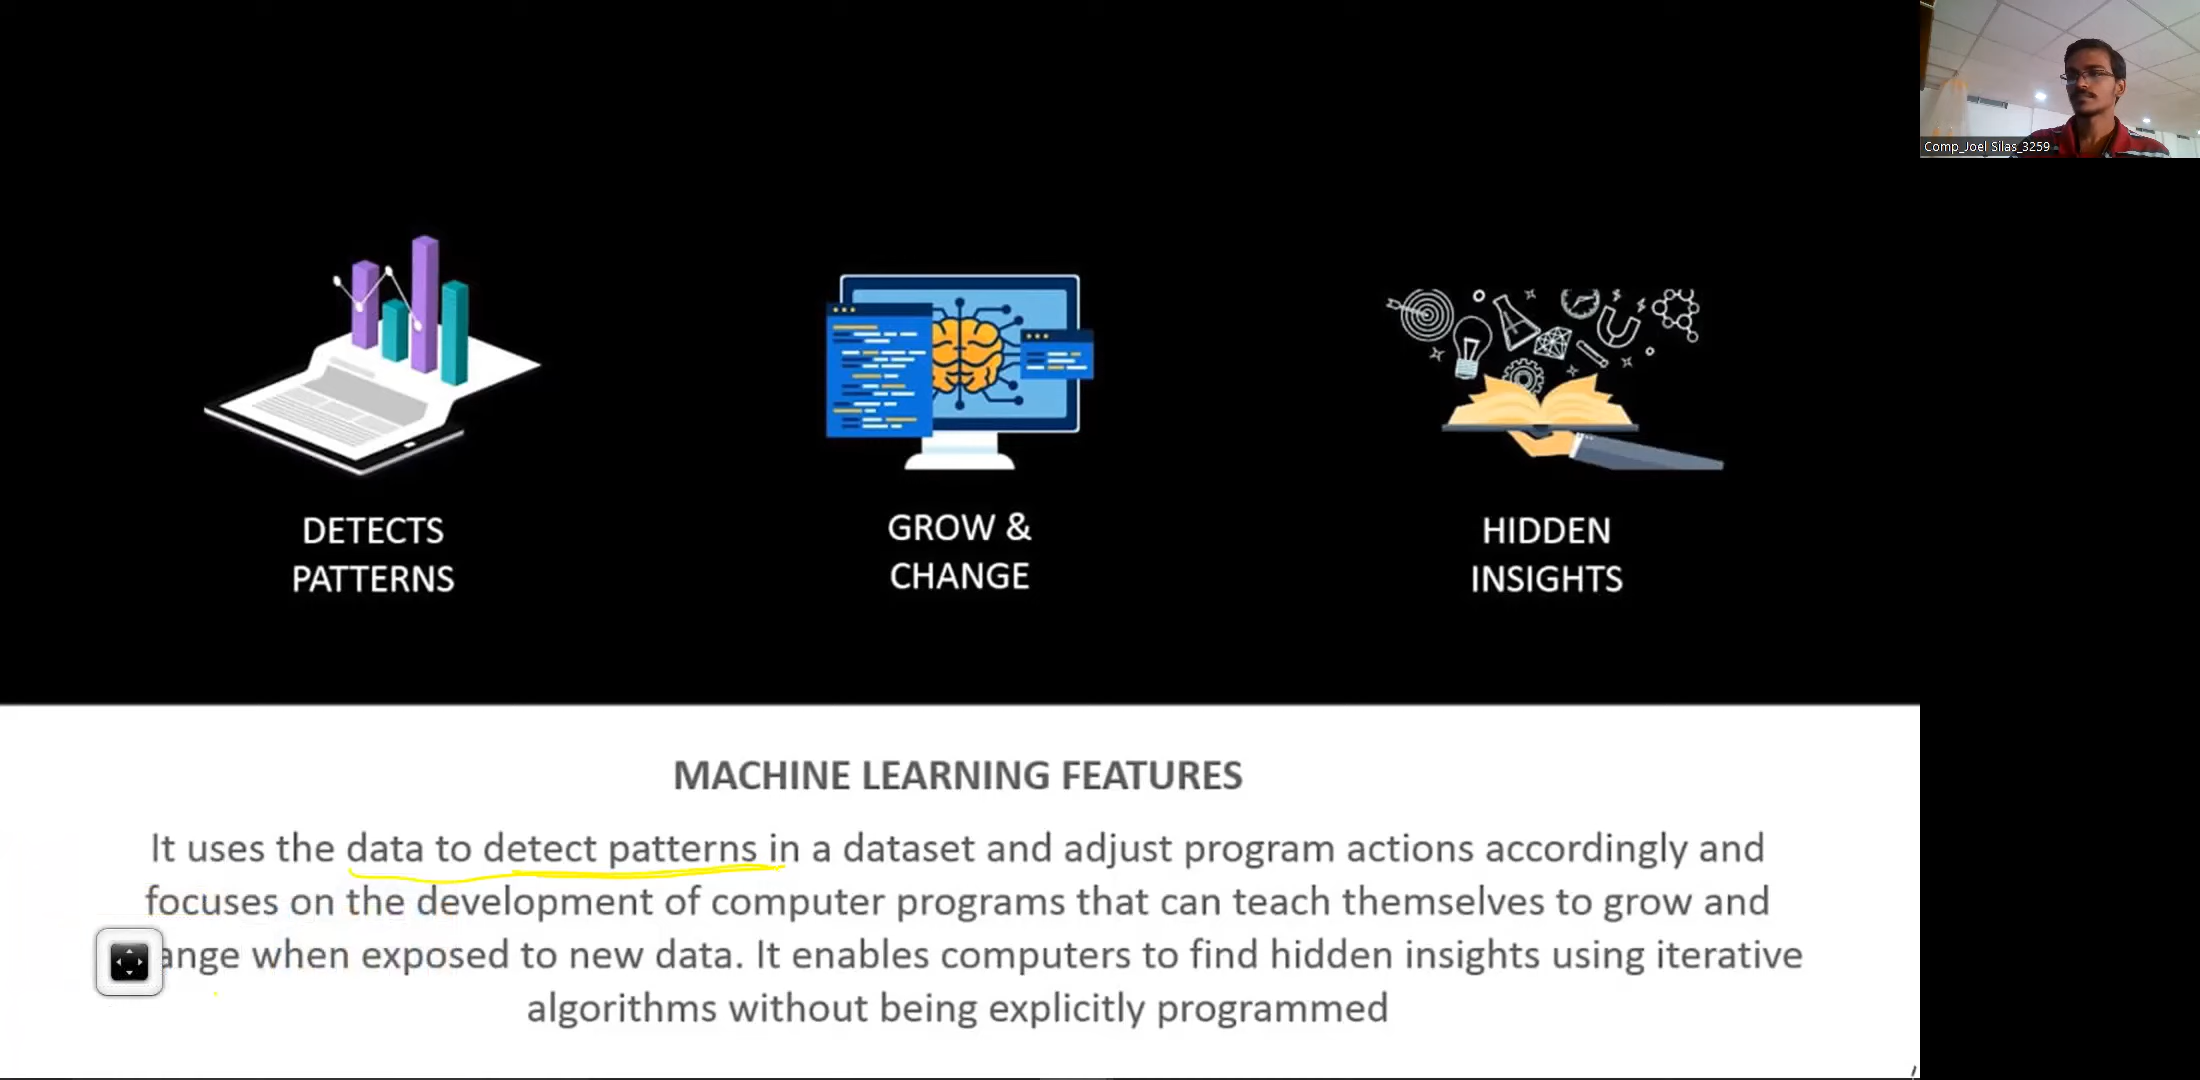 Comp_Joel Silas_3259
DETECTS
PATTERNS
GROW &
CHANGE
HIDDEN
INSIGHTS
MACHINE LEARNING FEATURES
It uses the data to detect patterns in a dataset and adjust program actions accordingly and
focuses on the development of computer programs that can teach themselves to grow and
ange when exposed to new data. It enables computers to find hidden insights using iterative
algorithms without being explicitly programmed